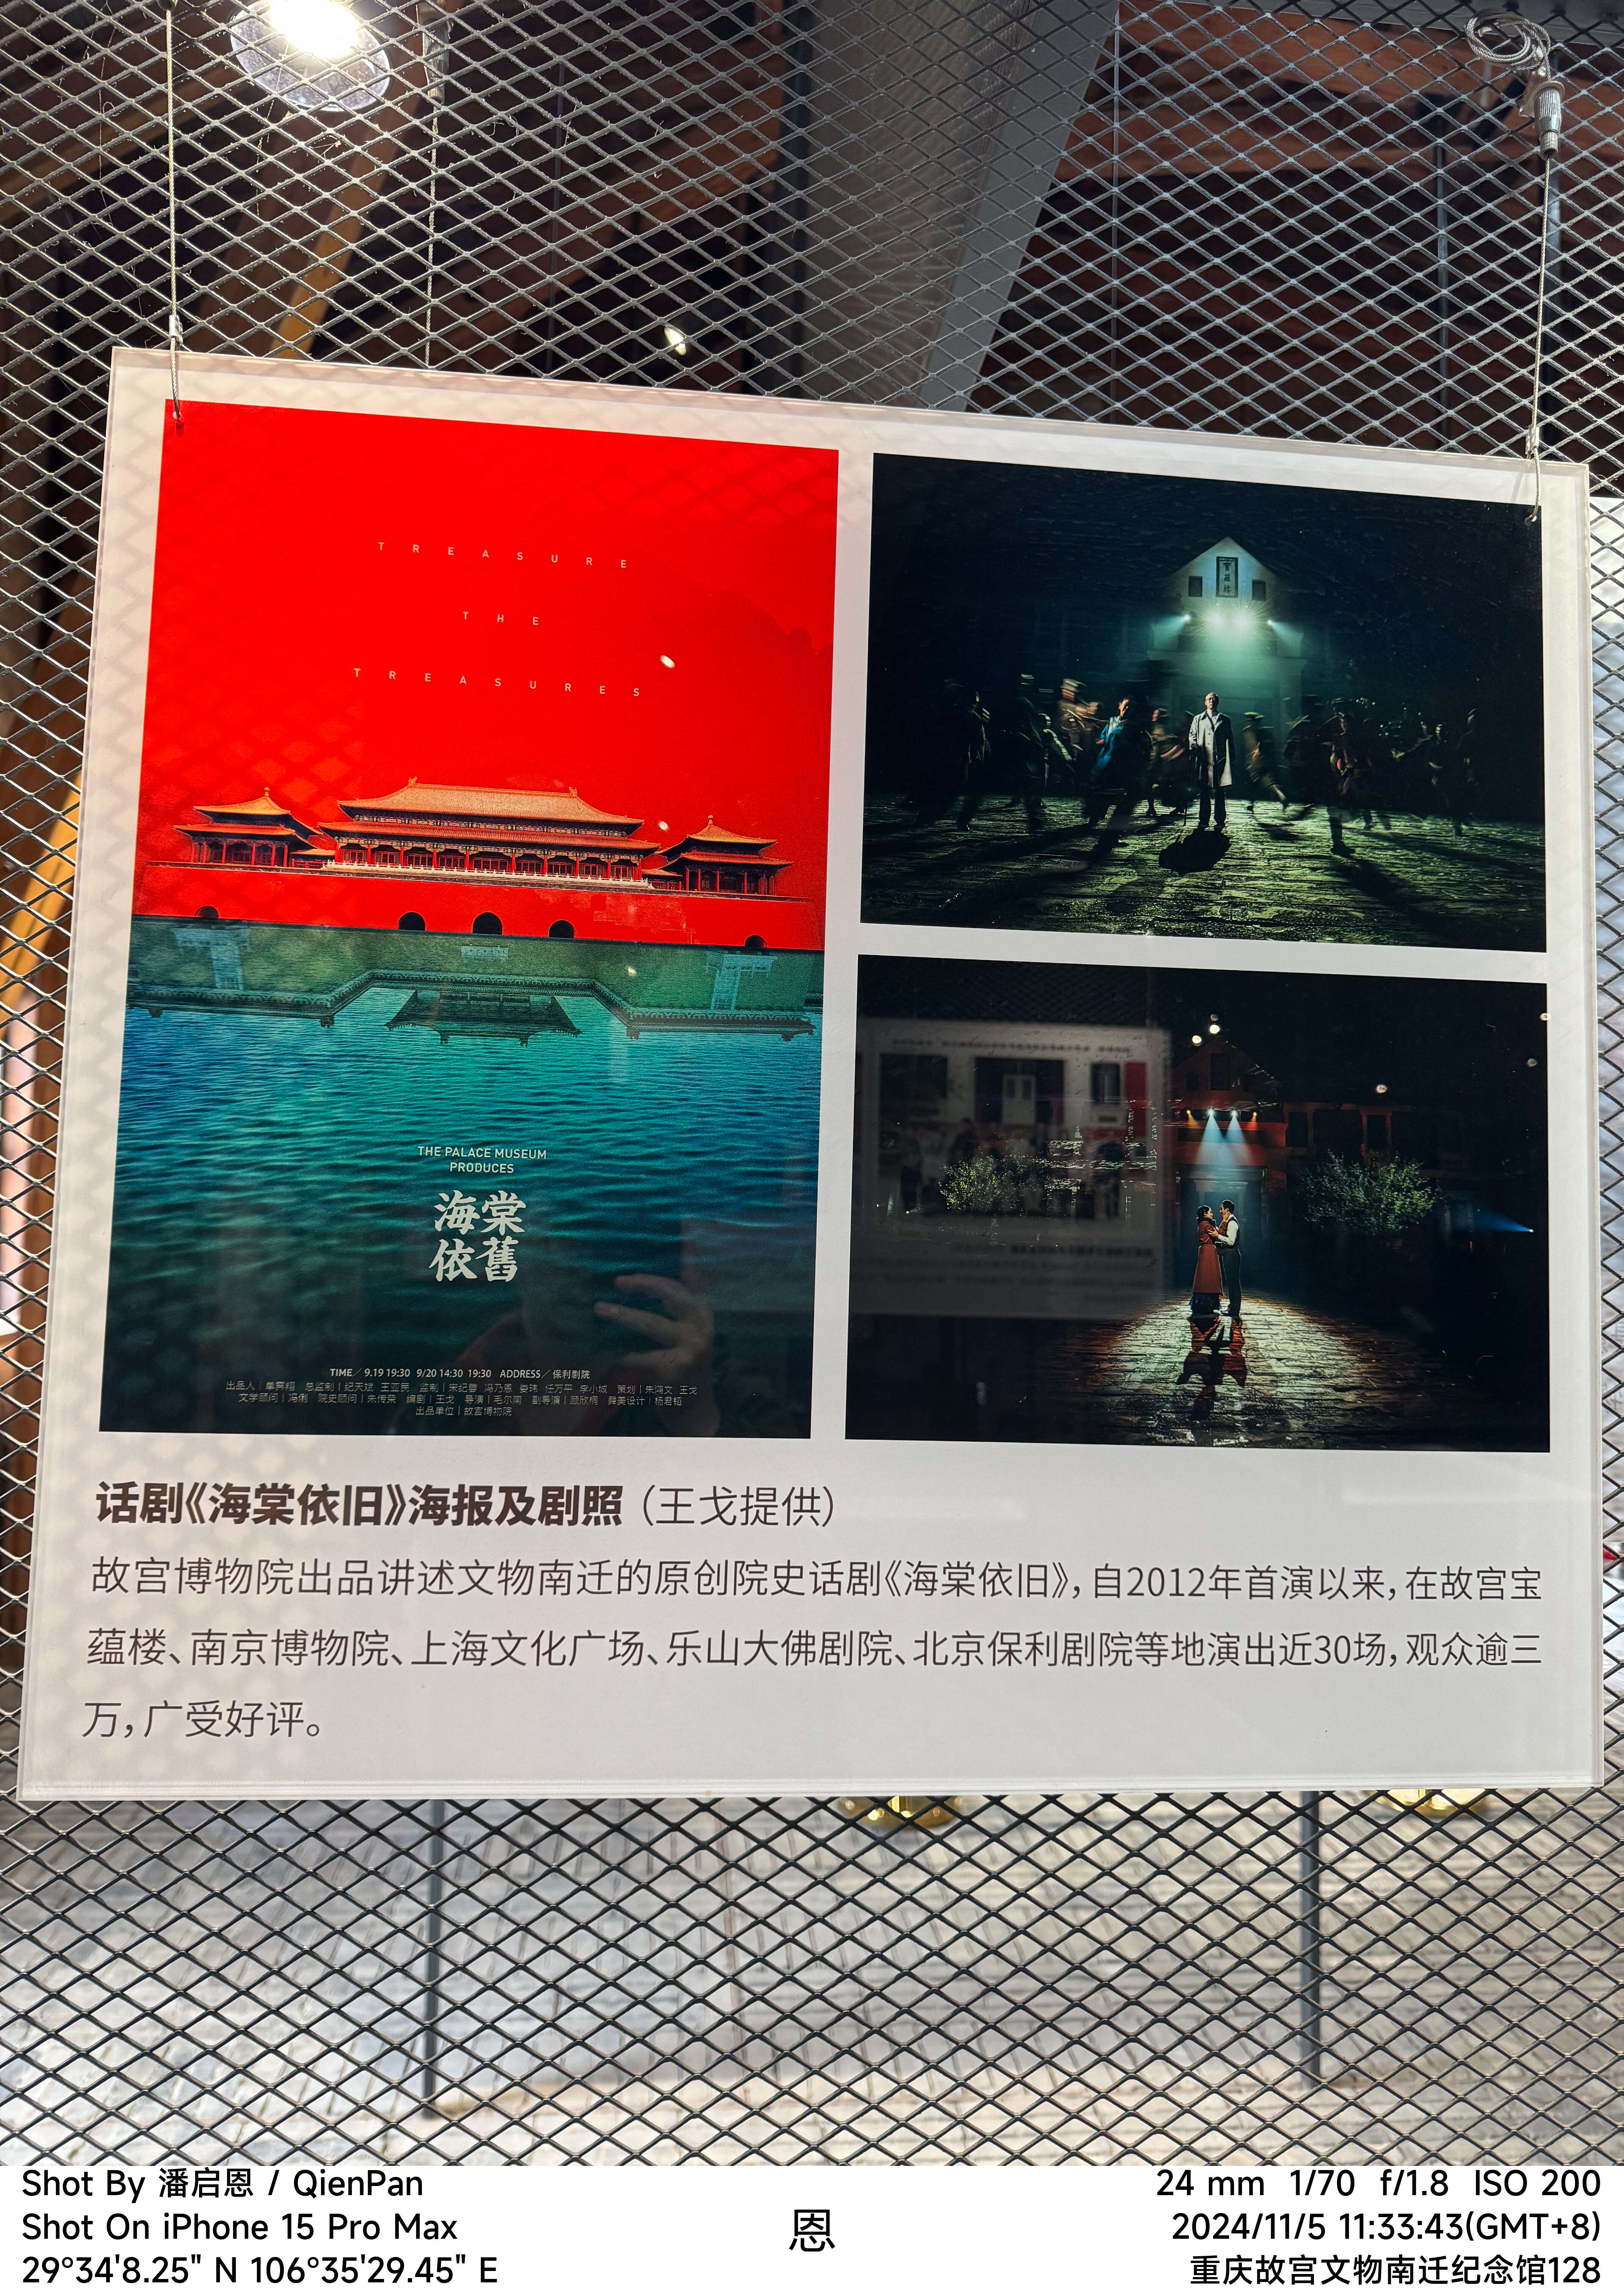 TREASURE
THE
TREASURES
THE PALACE MUSEUM
PRODUCES
海棠
依舊
TIME／9.19 19:30 9/20 14:30 19:30 ADDRESS／保利剧院
出品人｜单霁翔 总监制｜纪天斌 王亚民 监制｜宋纪蓉 冯乃恩 娄玮 任万平 李小城 策划｜朱鸿文 王戈
文学顾问｜冯俐 院史顾问｜朱传荣 编剧｜王戈 导演｜毛尔南 副导演｜顾欣桐 舞美设计｜杨君韬
出品单位｜故宫博物院
话剧《海棠依旧》海报及剧照（王戈提供）
故宫博物院出品讲述文物南迁的原创院史话剧《海棠依旧》，自2012年首演以来，在故宫宝
蕴楼、南京博物院、上海文化广场、乐山大佛剧院、北京保利剧院等地演出近30场，观众逾三
万，广受好评。
Shot By 潘启恩 / QienPan
Shot On iPhone 15 Pro Max
29°34'8.25" N 106°35'29.45" E
恩
24 mm 1/70 f/1.8 ISO 200
2024/11/5 11:33:43(GMT+8)
重庆故宫文物南迁纪念馆128